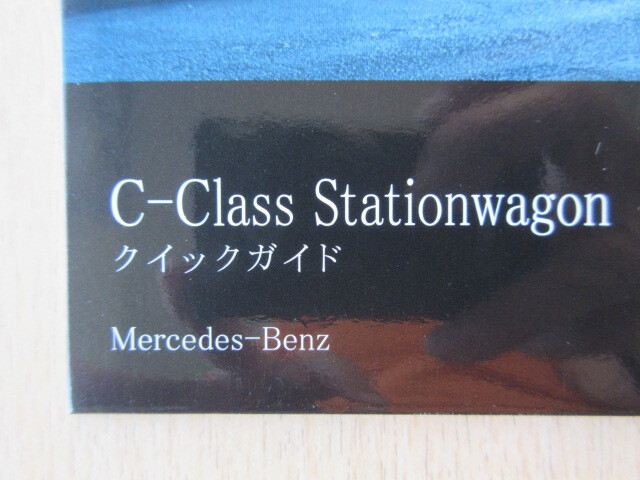 C-Class Stationwagon
クイックガイド
Mercedes-Benz